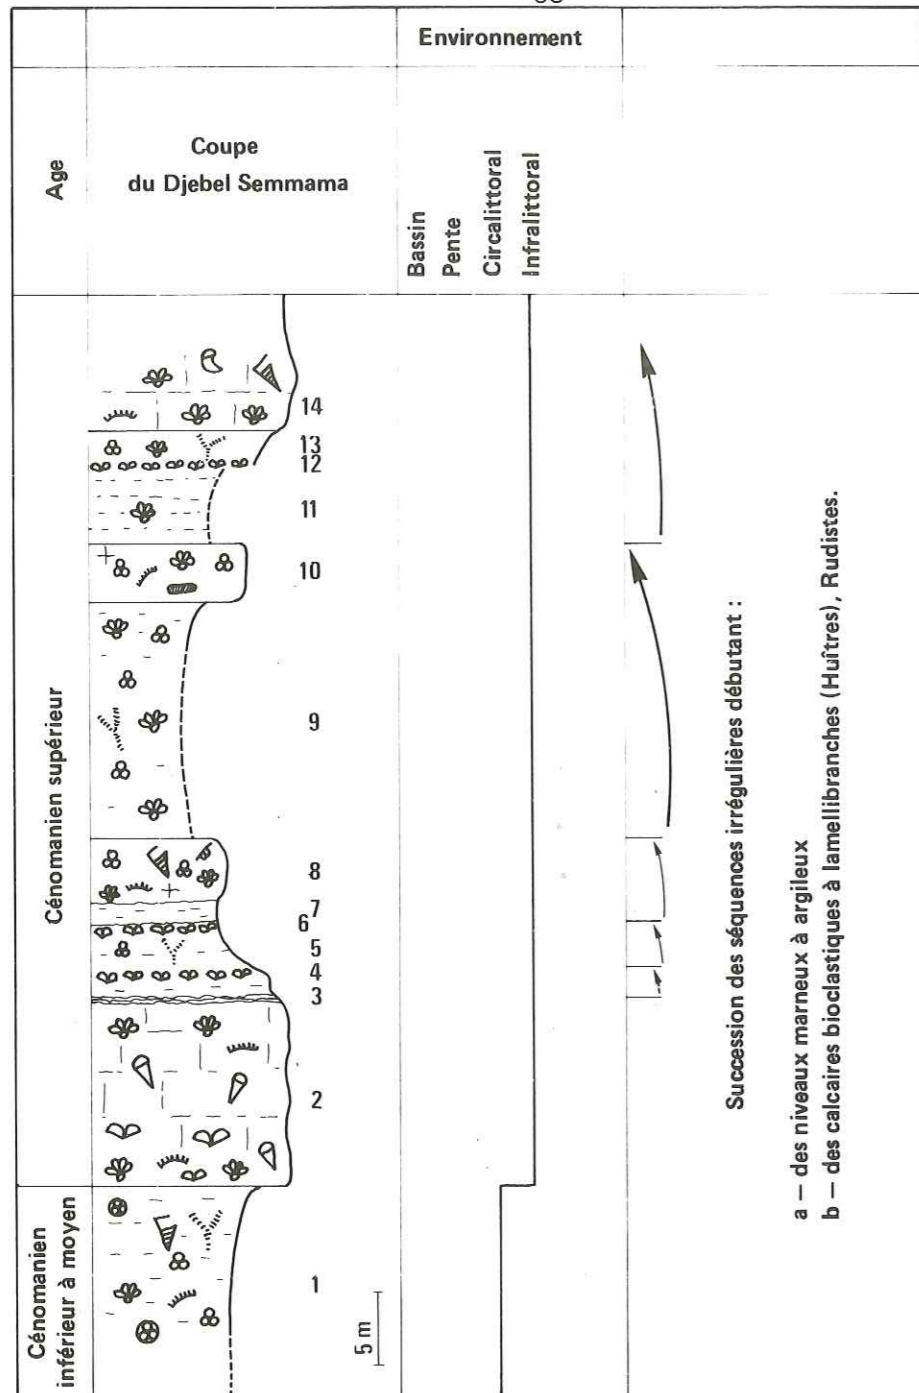 Environnement
Age
Coupe
du Djebel Semmama
Bassin
Pente
Circalittoral
Infralittoral
Cénomanien supérieur
Cénomanien
inférieur à moyen
14
13
12
11
10
9
8
7
6
5
4
3
2
1
5 m
Succession des séquences irrégulières débutant :
a — des niveaux marneux à argileux
b — des calcaires bioclastiques à lamellibranches (Huîtres), Rudistes.